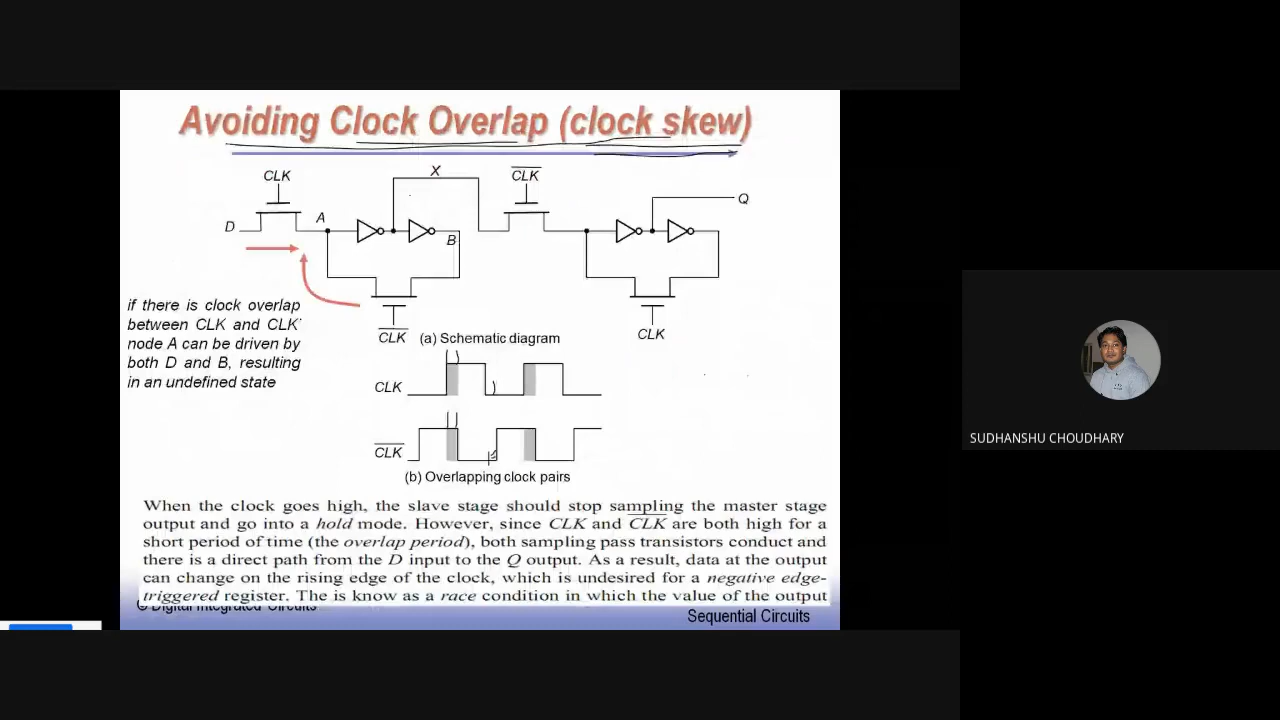 Avoiding Clock Overlap (clock skew)
CLK
X
CLK
D
A
B
Q
if there is clock overlap
between CLK and CLK'
node A can be driven by
both D and B, resulting
in an undefined state
CLK
(a) Schematic diagram
CLK
CLK
CLK
(b) Overlapping clock pairs
When the clock goes high, the slave stage should stop sampling the master stage
output and go into a hold mode. However, since CLK and CLK are both high for a
short period of time (the overlap period), both sampling pass transistors conduct and
there is a direct path from the D input to the Q output. As a result, data at the output
can change on the rising edge of the clock, which is undesired for a negative edge-
triggered register. The is know as a race condition in which the value of the output
© Digital Integrated Circuits
Sequential Circuits
SUDHANSHU CHOUDHARY